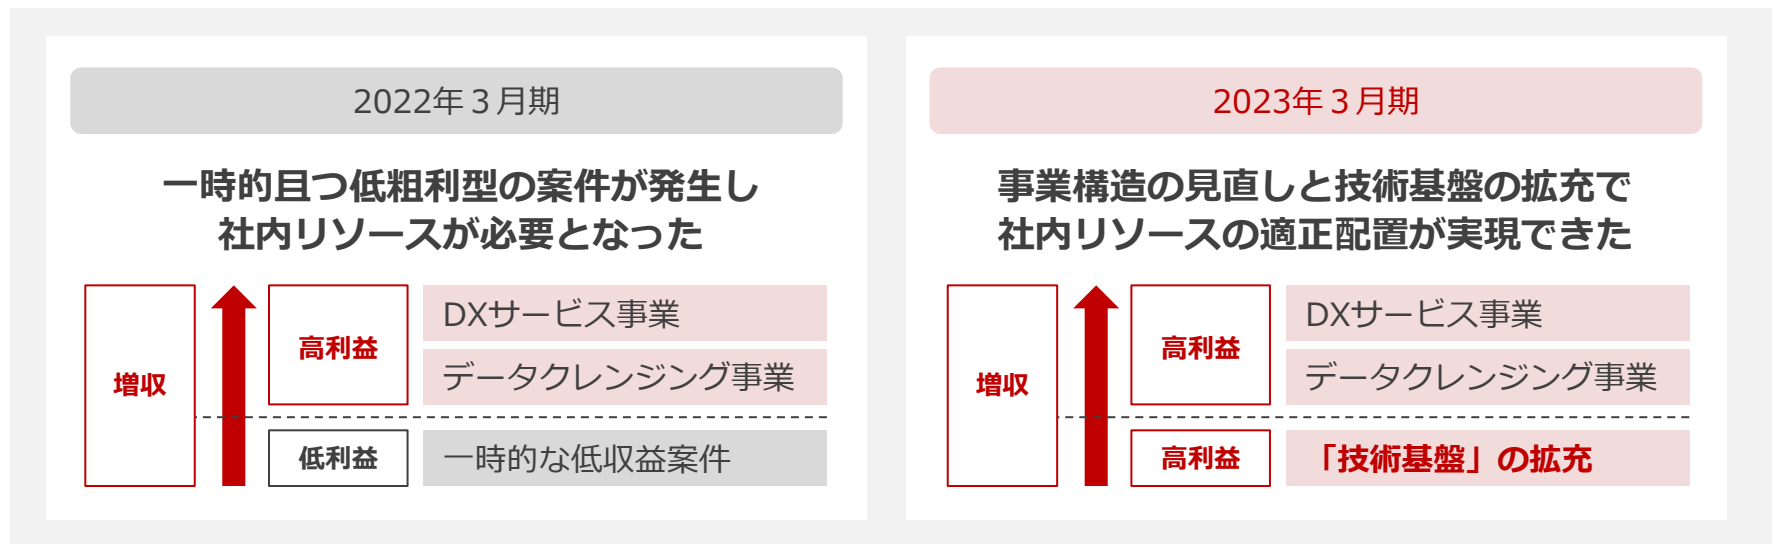 2022年３月期
一時的且つ低粗利型の案件が発生し
社内リソースが必要となった
増収
高利益
DXサービス事業
データクレンジング事業
低利益
一時的な低収益案件
2023年３月期
事業構造の見直しと技術基盤の拡充で
社内リソースの適正配置が実現できた
増収
高利益
DXサービス事業
データクレンジング事業
高利益
「技術基盤」の拡充